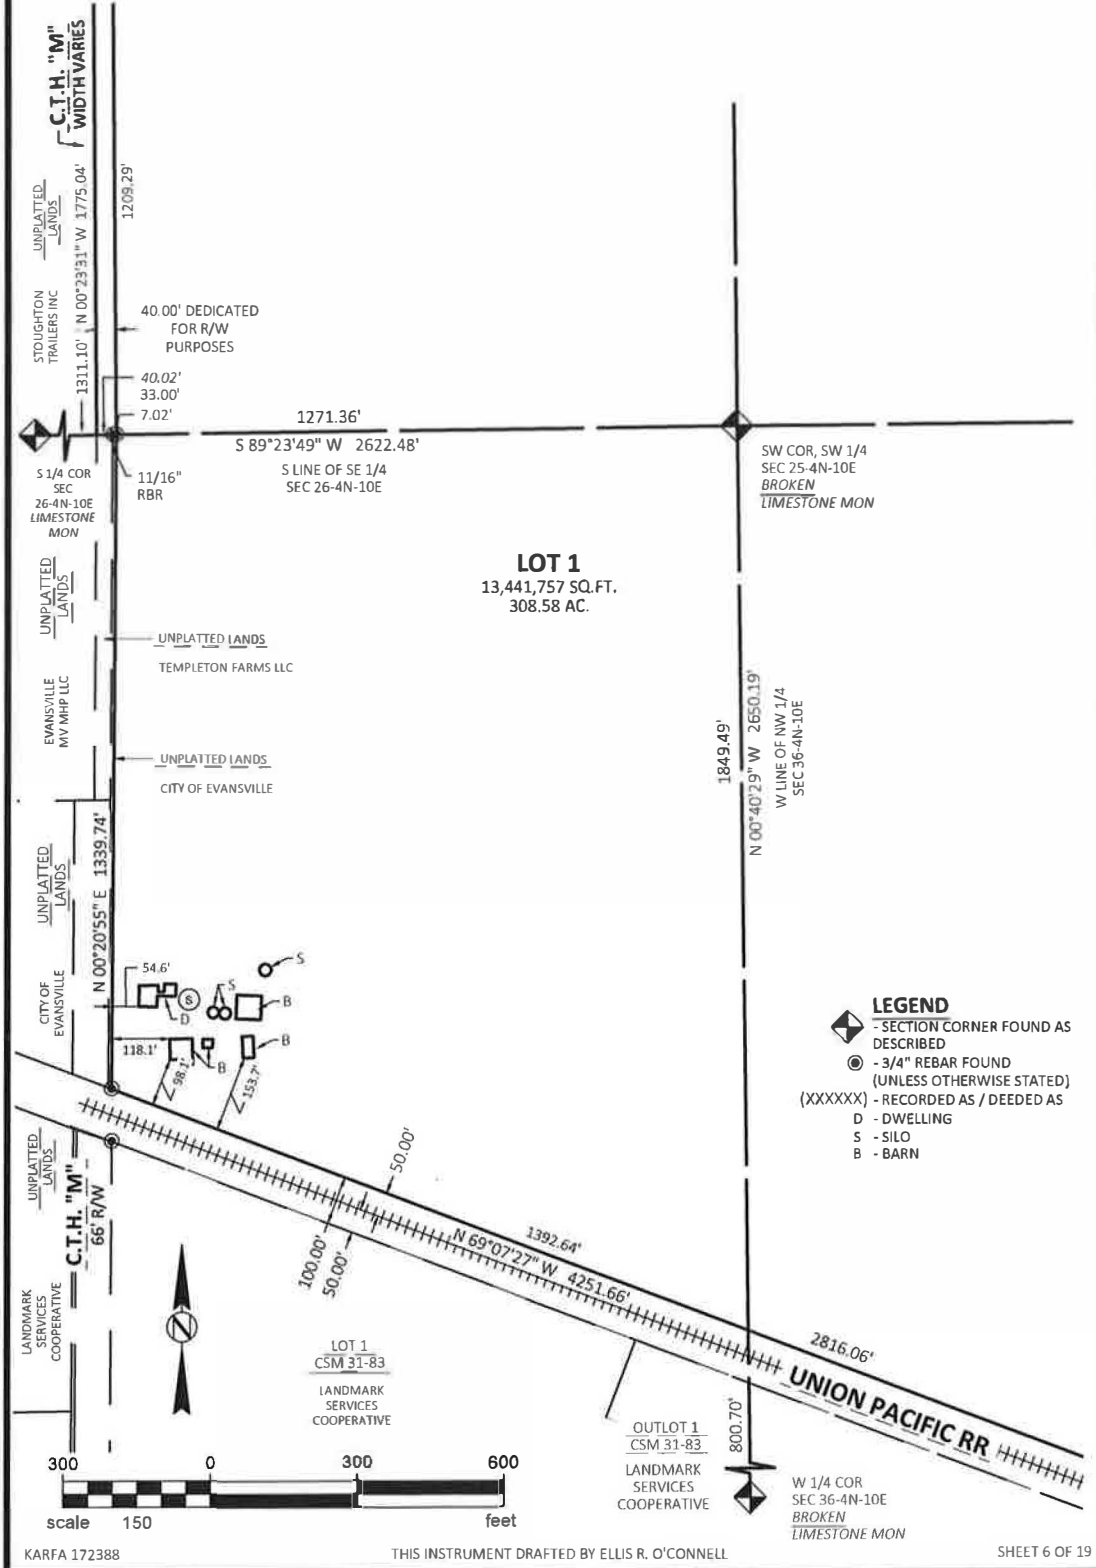 C.T.H. "M"
WIDTH VARIES
UNPLATTED
LANDS
STOUGHTON
TRAILERS INC
N 00°23'31" W 1775.04'
1311.10'
1209.29'
40.00' DEDICATED
FOR R/W
PURPOSES
40.02'
33.00'
7.02'
1271.36'
S 89°23'49" W 2622.48'
S LINE OF SE 1/4
SEC 26-4N-10E
S 1/4 COR
SEC
26-4N-10E
LIMESTONE
MON
11/16"
RBR
SW COR, SW 1/4
SEC 25-4N-10E
BROKEN
LIMESTONE MON
LOT 1
13,441,757 SQ.FT.
308.58 AC.
UNPLATTED
LANDS
EVANSVILLE
MV MHP LLC
UNPLATTED LANDS
TEMPLETON FARMS LLC
UNPLATTED LANDS
CITY OF EVANSVILLE
1849.49'
N 00°40'29" W 2650.19'
W LINE OF NW 1/4
SEC 36-4N-10E
UNPLATTED
LANDS
CITY OF
EVANSVILLE
N 00°20'55" E 1339.74'
54.6'
S
S
S
D
B
118.1'
B
B
98.1'
153.7'
LEGEND
- SECTION CORNER FOUND AS
DESCRIBED
- 3/4" REBAR FOUND
(UNLESS OTHERWISE STATED)
(XXXXXX) - RECORDED AS / DEEDED AS
D - DWELLING
S - SILO
B - BARN
UNPLATTED
LANDS
C.T.H. "M"
66' R/W
LANDMARK
SERVICES
COOPERATIVE
50.00'
100.00'
50.00'
1392.64'
N 69°07'27" W 4251.66'
2816.06'
UNION PACIFIC RR
N
LOT 1
CSM 31-83
LANDMARK
SERVICES
COOPERATIVE
OUTLOT 1
CSM 31-83
LANDMARK
SERVICES
COOPERATIVE
800.70'
W 1/4 COR
SEC 36-4N-10E
BROKEN
LIMESTONE MON
300 0 300 600
scale 150 feet
KARFA 172388
THIS INSTRUMENT DRAFTED BY ELLIS R. O'CONNELL
SHEET 6 OF 19